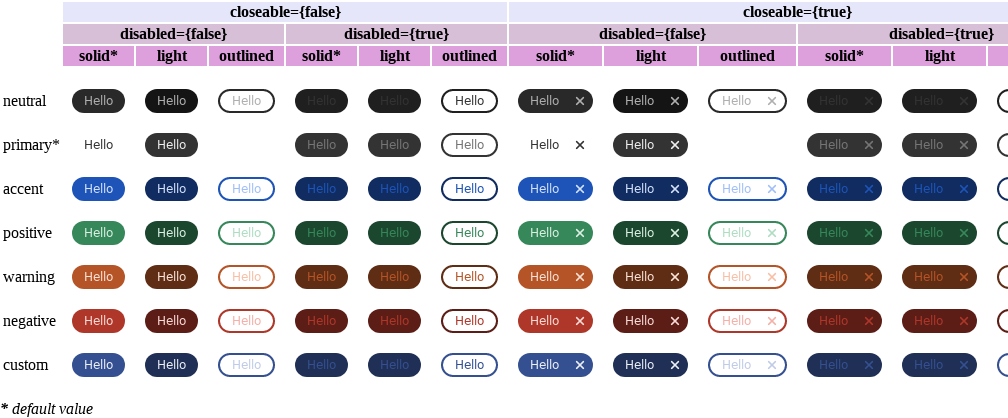 closeable={false} closeable={true}
disabled={false} disabled={true} disabled={false} disabled={true}
solid* light outlined solid* light outlined solid* light outlined solid* light
neutral Hello Hello Hello Hello Hello Hello Hello × Hello × Hello × Hello × Hello ×
primary* Hello Hello Hello Hello Hello Hello × Hello × Hello × Hello ×
accent Hello Hello Hello Hello Hello Hello Hello × Hello × Hello × Hello × Hello ×
positive Hello Hello Hello Hello Hello Hello Hello × Hello × Hello × Hello × Hello ×
warning Hello Hello Hello Hello Hello Hello Hello × Hello × Hello × Hello × Hello ×
negative Hello Hello Hello Hello Hello Hello Hello × Hello × Hello × Hello × Hello ×
custom Hello Hello Hello Hello Hello Hello Hello × Hello × Hello × Hello × Hello ×
* default value